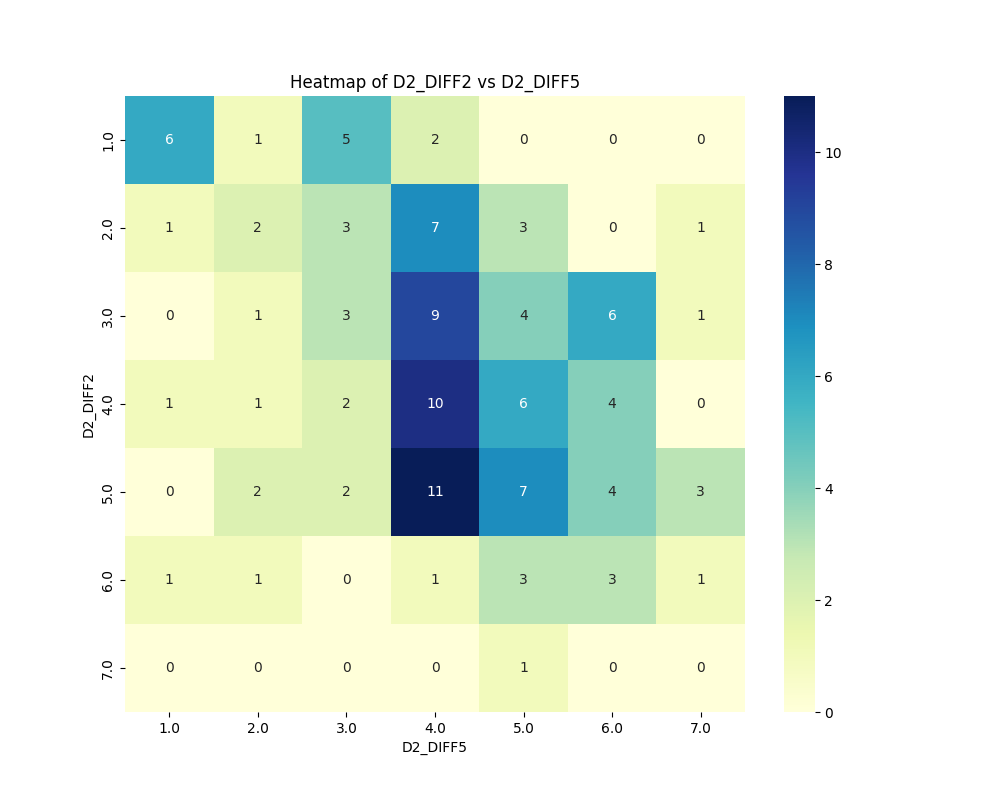 Heatmap of D2_DIFF2 vs D2_DIFF5
1.0 6 1 5 2 0 0 0
2.0 1 2 3 7 3 0 1
3.0 0 1 3 9 4 6 1
4.0 1 1 2 10 6 4 0
5.0 0 2 2 11 7 4 3
6.0 1 1 0 1 3 3 1
7.0 0 0 0 0 1 0 0
1.0 2.0 3.0 4.0 5.0 6.0 7.0
D2_DIFF5
D2_DIFF2
10
8
6
4
2
0